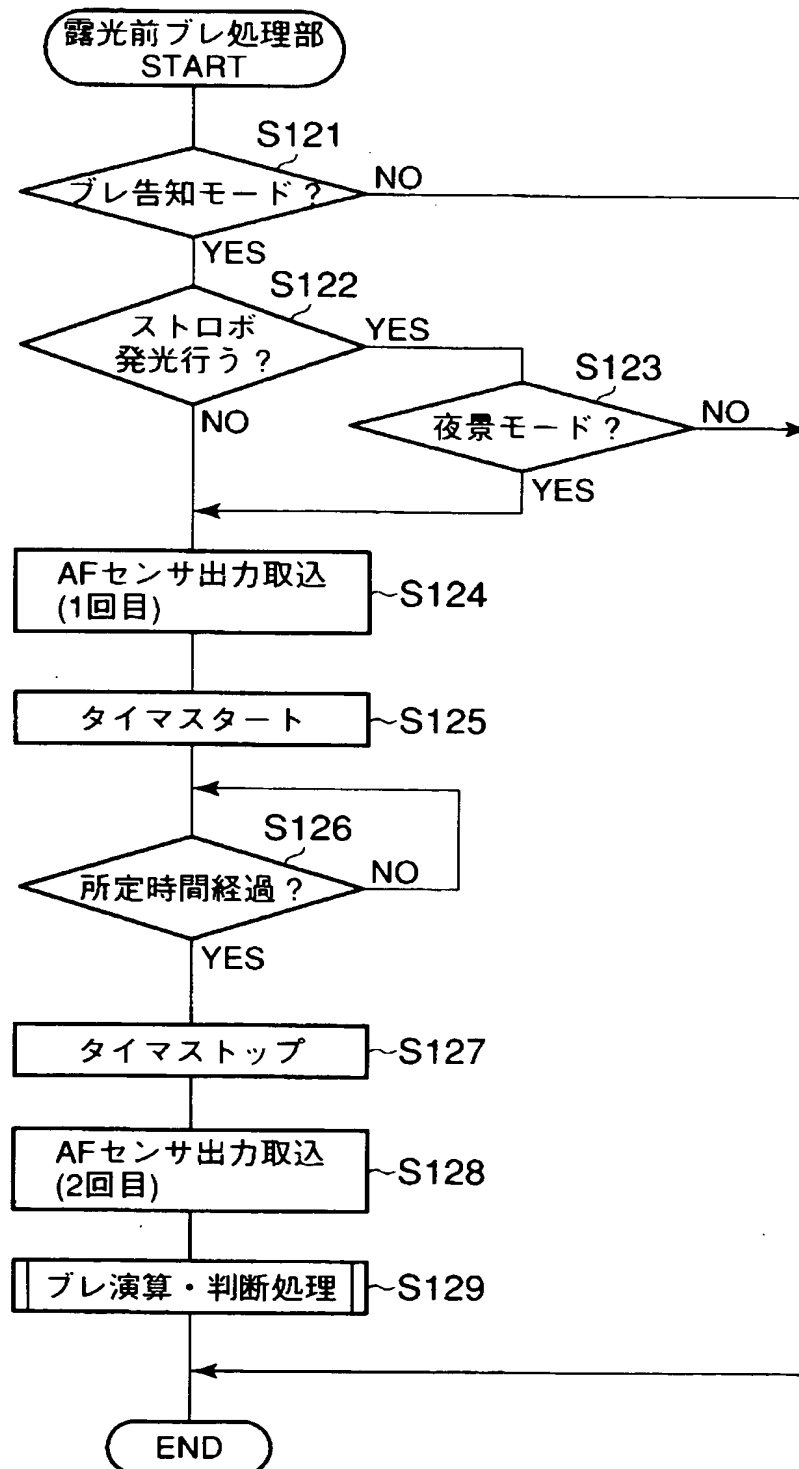 露光前ブレ処理部
START
S121
ブレ告知モード?
NO
YES
S122
ストロボ
発光行う?
YES
NO
S123
夜景モード?
NO
YES
AFセンサ出力取込
(1回目)
S124
タイマスタート
S125
S126
所定時間経過?
NO
YES
タイマストップ
S127
AFセンサ出力取込
(2回目)
S128
ブレ演算・判断処理
S129
END